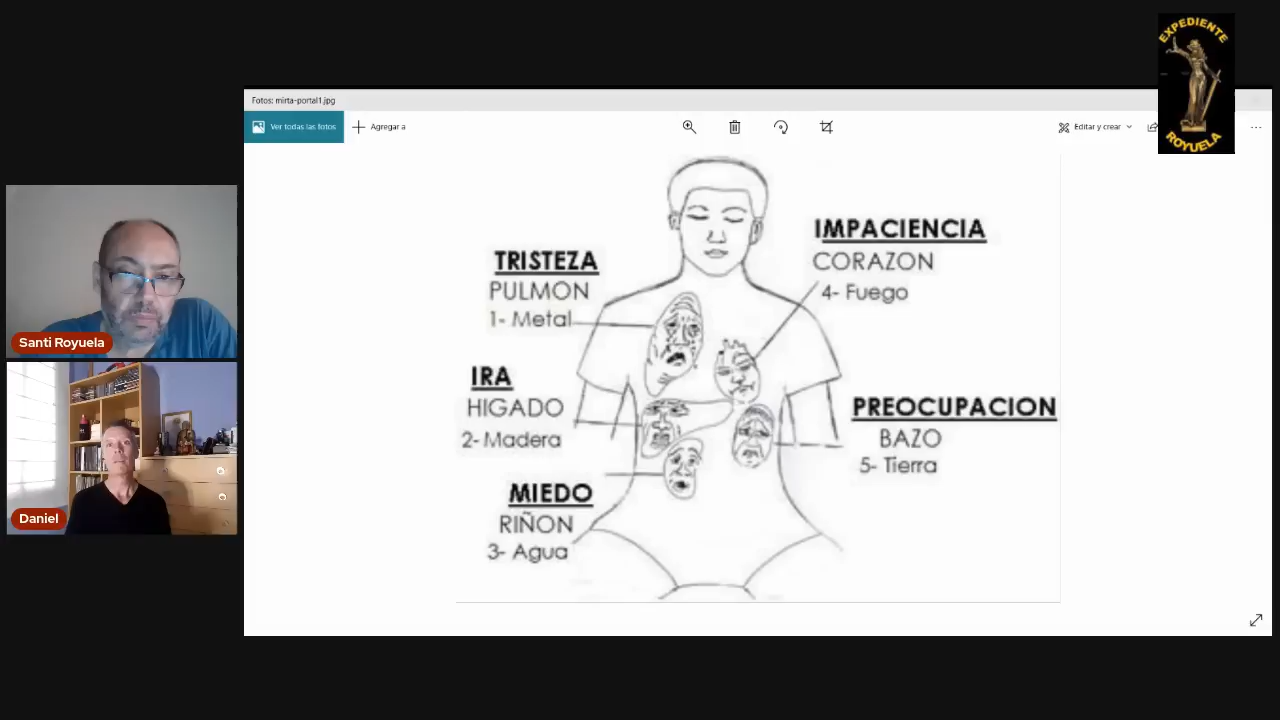 EXPEDIENTE
ROYUELA
Fotos: mirta-portal1.jpg
Ver todas las fotos
Agregar a
Editar y crear
TRISTEZA
PULMON
1- Metal
IMPACIENCIA
CORAZON
4- Fuego
IRA
HIGADO
2- Madera
PREOCUPACION
BAZO
5- Tierra
MIEDO
RIÑON
3- Agua
Santi Royuela
Daniel